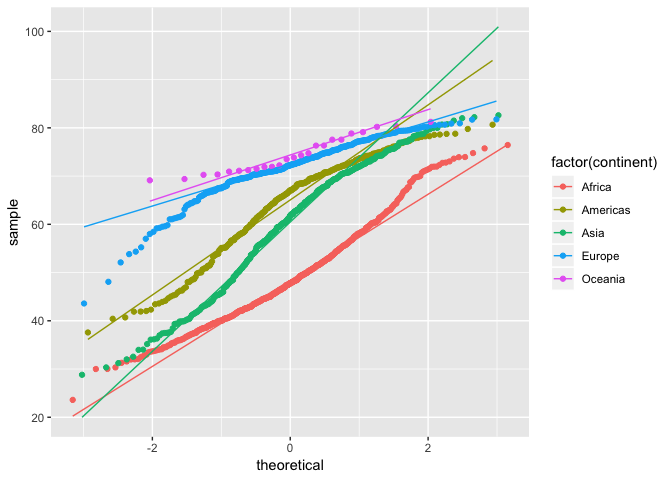 100
80
60
40
20
sample
-2
0
2
theoretical
factor(continent)
Africa
Americas
Asia
Europe
Oceania